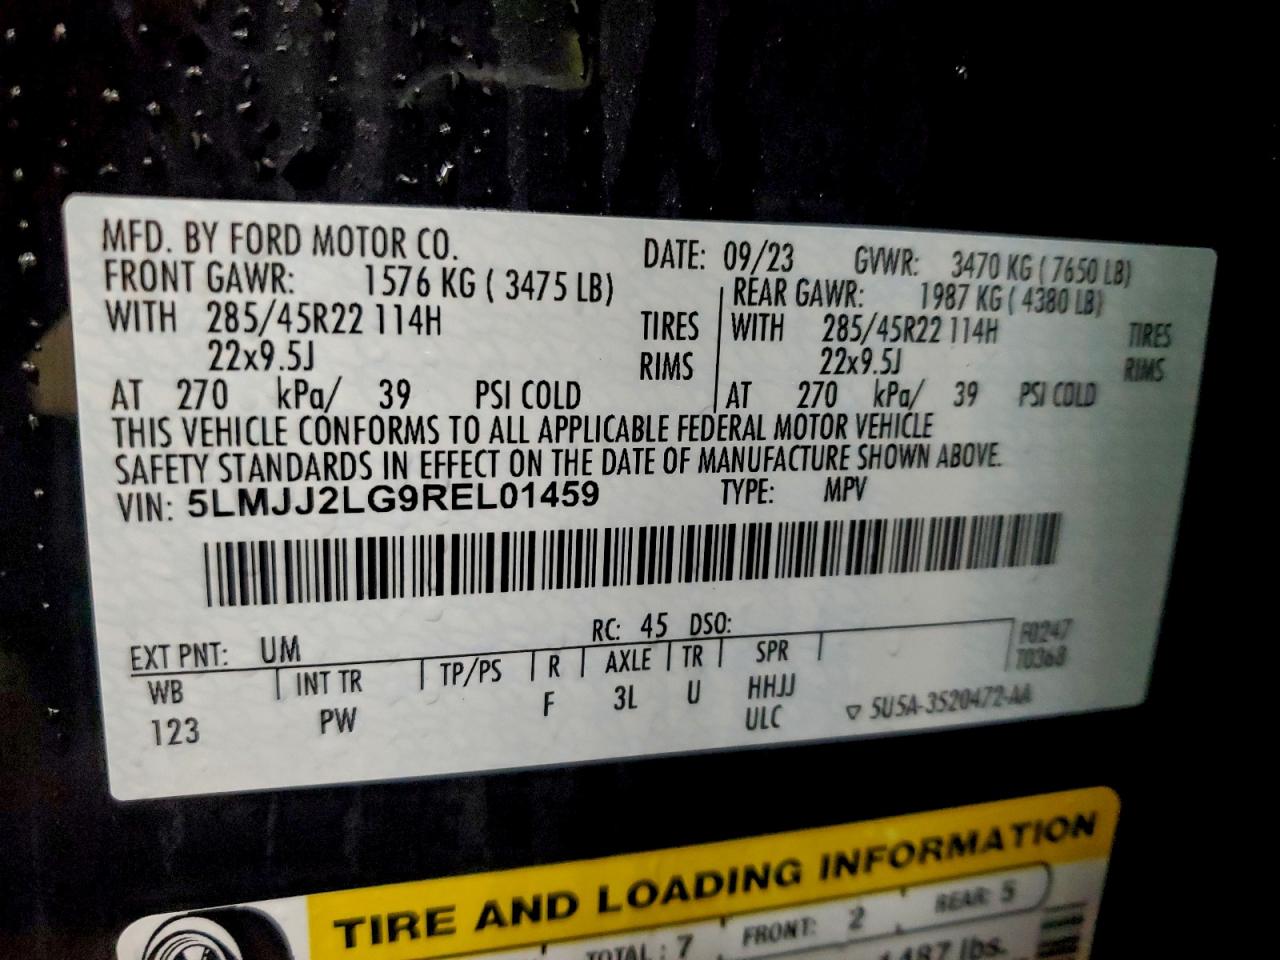 MFD. BY FORD MOTOR CO. DATE: 09/23 GVWR: 3470 KG ( 7650 LB)
FRONT GAWR: 1576 KG ( 3475 LB) REAR GAWR: 1987 KG ( 4380 LB)
WITH 285/45R22 114H TIRES WITH 285/45R22 114H TIRES
22x9.5J RIMS 22x9.5J RIMS
AT 270 kPa/ 39 PSI COLD AT 270 kPa/ 39 PSI COLD
THIS VEHICLE CONFORMS TO ALL APPLICABLE FEDERAL MOTOR VEHICLE
SAFETY STANDARDS IN EFFECT ON THE DATE OF MANUFACTURE SHOWN ABOVE.
VIN: 5LMJJ2LG9REL01459 TYPE: MPV
EXT PNT: UM RC: 45 DSO: F0247
WB INT TR TP/PS R AXLE TR SPR T0368
123 PW F 3L U HHJJ
ULC ▽ 5U5A-3520472-AA
TIRE AND LOADING INFORMATION
TOTAL: 7 FRONT: 2 REAR: 5
lbs.